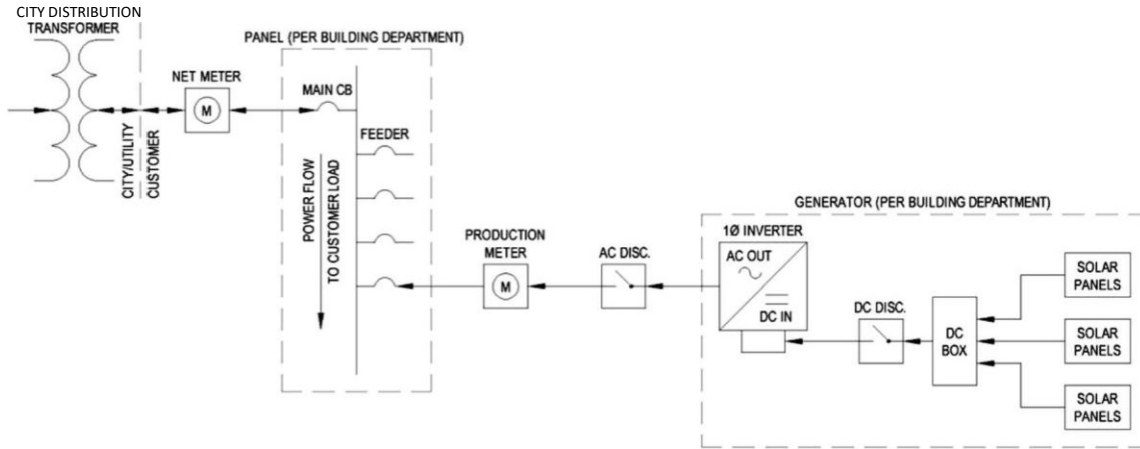 CITY DISTRIBUTION
TRANSFORMER
PANEL (PER BUILDING DEPARTMENT)
NET METER
M
MAIN CB
FEEDER
CITY/UTILITY
CUSTOMER
POWER FLOW
TO CUSTOMER LOAD
PRODUCTION
METER
M
AC DISC.
GENERATOR (PER BUILDING DEPARTMENT)
1Ø INVERTER
AC OUT
DC IN
DC DISC.
DC
BOX
SOLAR
PANELS
SOLAR
PANELS
SOLAR
PANELS